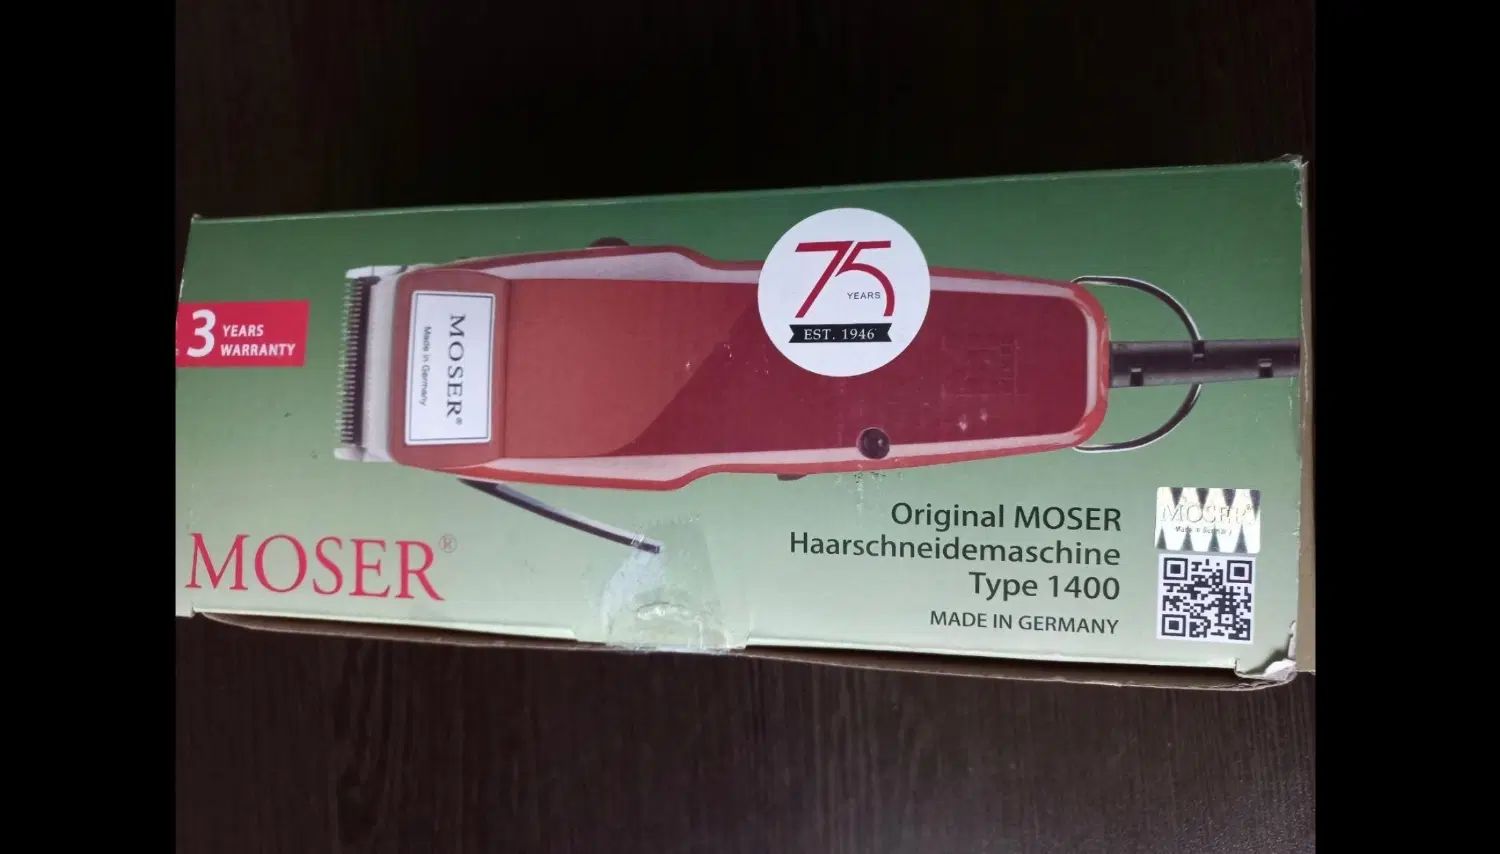 75
YEARS
EST. 1946
3 YEARS
WARRANTY
MOSER®
Made in Germany
MOSER®
Original MOSER
Haarschneidemaschine
Type 1400
MADE IN GERMANY
MOSER®
Made in Germany